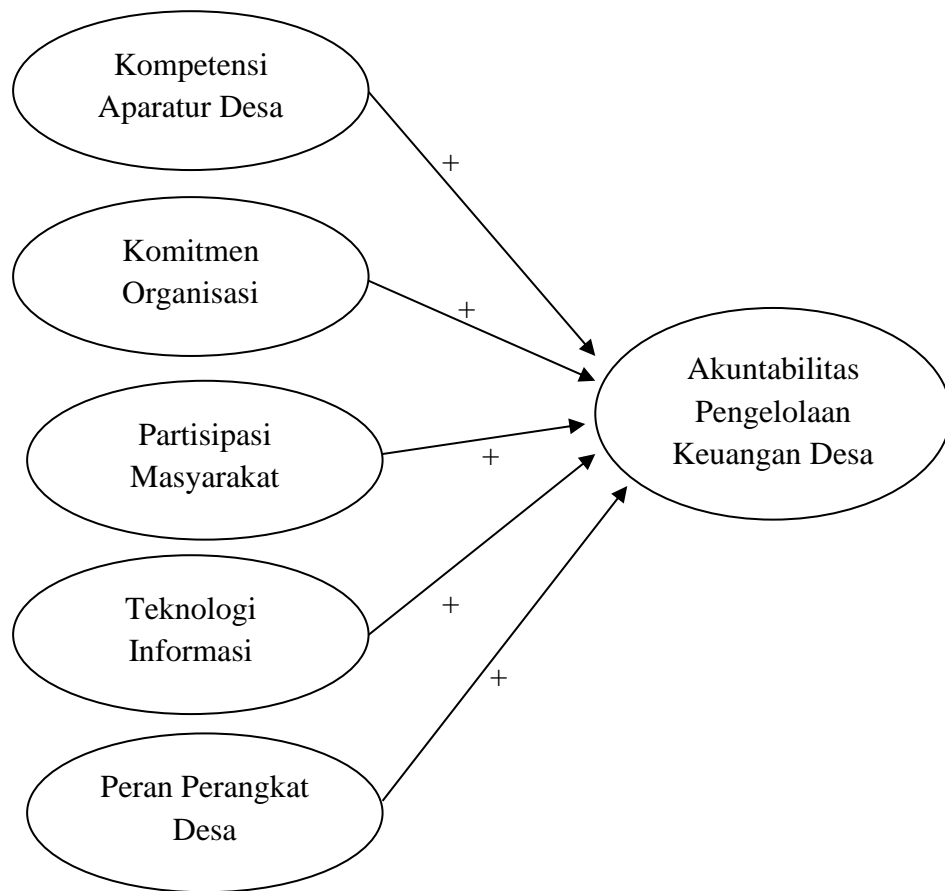 Kompetensi
Aparatur Desa
+
Komitmen
Organisasi
+
Akuntabilitas
Pengelolaan
Keuangan Desa
Partisipasi
Masyarakat
+
Teknologi
Informasi
+
+
Peran Perangkat
Desa